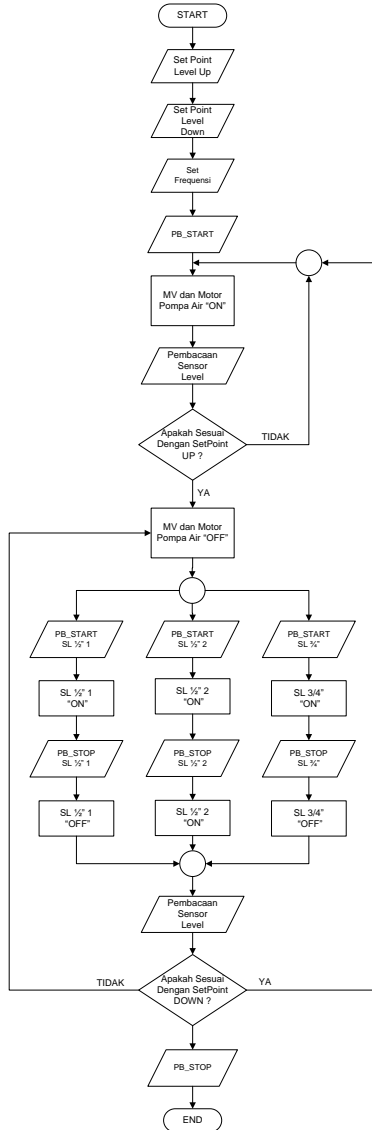 START
Set Point
Level Up
Set Point
Level
Down
Set
Frequensi
PB_START
MV dan Motor
Pompa Air “ON”
Pembacaan
Sensor
Level
Apakah Sesuai
Dengan SetPoint
UP ?
TIDAK
YA
MV dan Motor
Pompa Air “OFF”
PB_START
SL ½” 1
PB_START
SL ½” 2
PB_START
SL ¾”
SL ½” 1
“ON”
SL ½” 2
“ON”
SL 3/4”
“ON”
PB_STOP
SL ½” 1
PB_STOP
SL ½” 2
PB_STOP
SL ¾”
SL ½” 1
“OFF”
SL ½” 2
“ON”
SL 3/4”
“OFF”
Pembacaan
Sensor
Level
TIDAK
Apakah Sesuai
Dengan SetPoint
DOWN ?
YA
PB_STOP
END